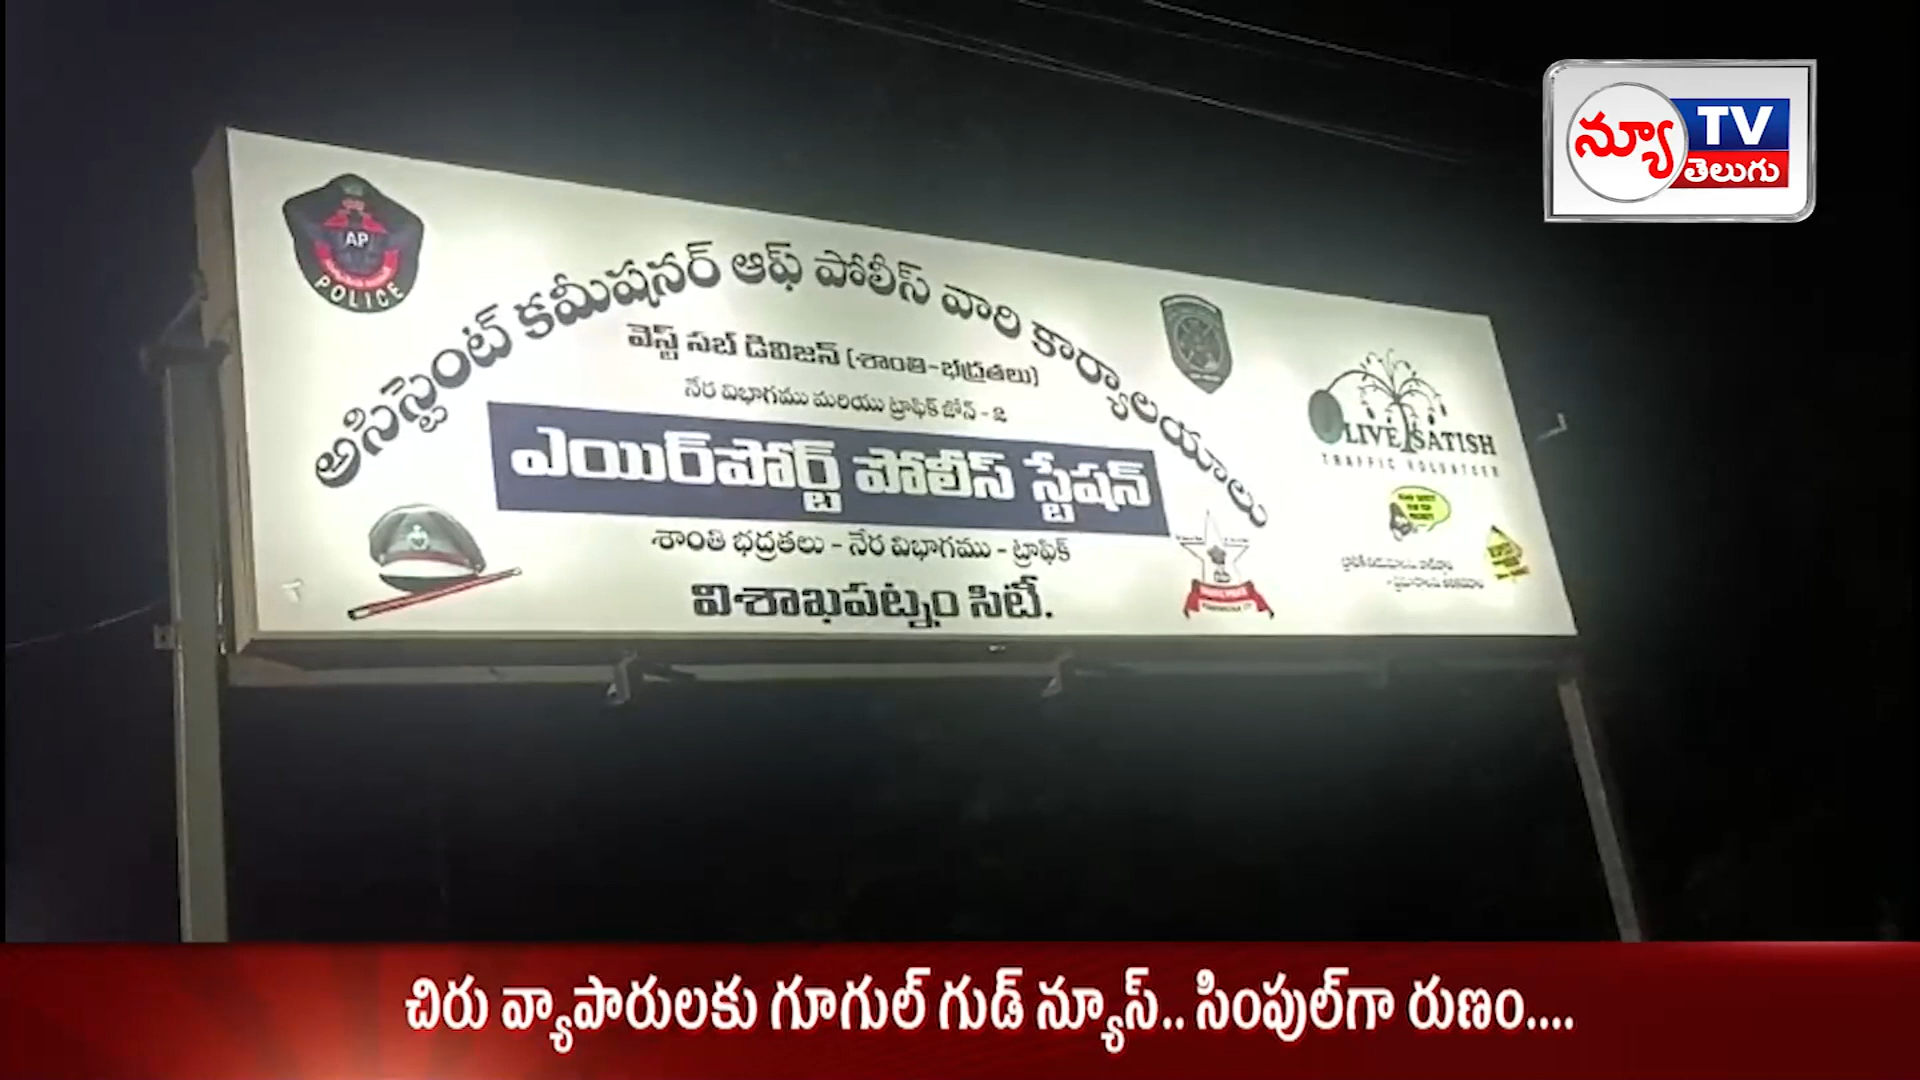 న్యూ
TV
తెలుగు
AP
POLICE
అసిస్టెంట్ కమీషనర్ ఆఫ్ పోలీస్ వారి కార్యాలయాలు
వెస్ట్ సబ్ డివిజన్ (శాంతి-భద్రతలు)
నేర విభాగము మరియు ట్రాఫిక్ జోన్ - 2
ఎయిర్‌పోర్ట్ పోలీస్ స్టేషన్
శాంతి భద్రతలు - నేర విభాగము - ట్రాఫిక్
విశాఖపట్నం సిటీ.
LIVE SATISH
TRAFFIC VOLUNTEER
చిరు వ్యాపారులకు గూగుల్ గుడ్ న్యూస్.. సింపుల్‌గా రుణం....